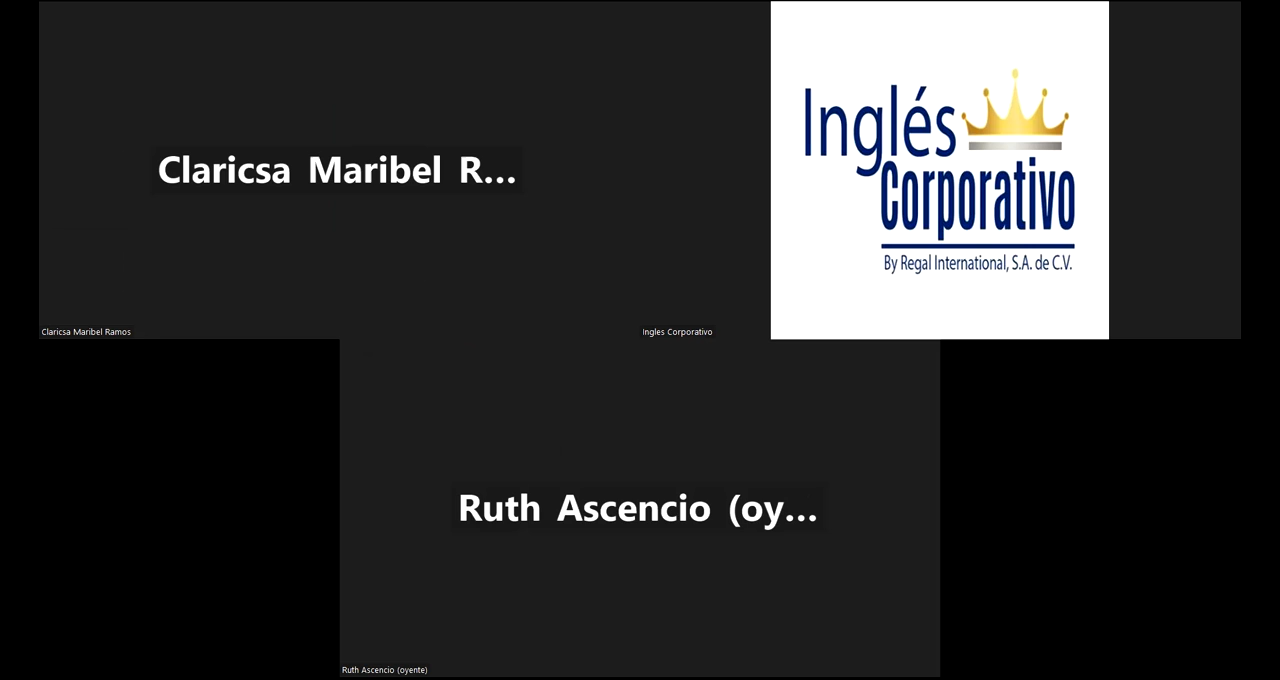 Claricsa Maribel R...
Claricsa Maribel Ramos
Inglés
Corporativo
By Regal International, S.A. de C.V.
Ingles Corporativo
Ruth Ascencio (oy...
Ruth Ascencio (oyente)